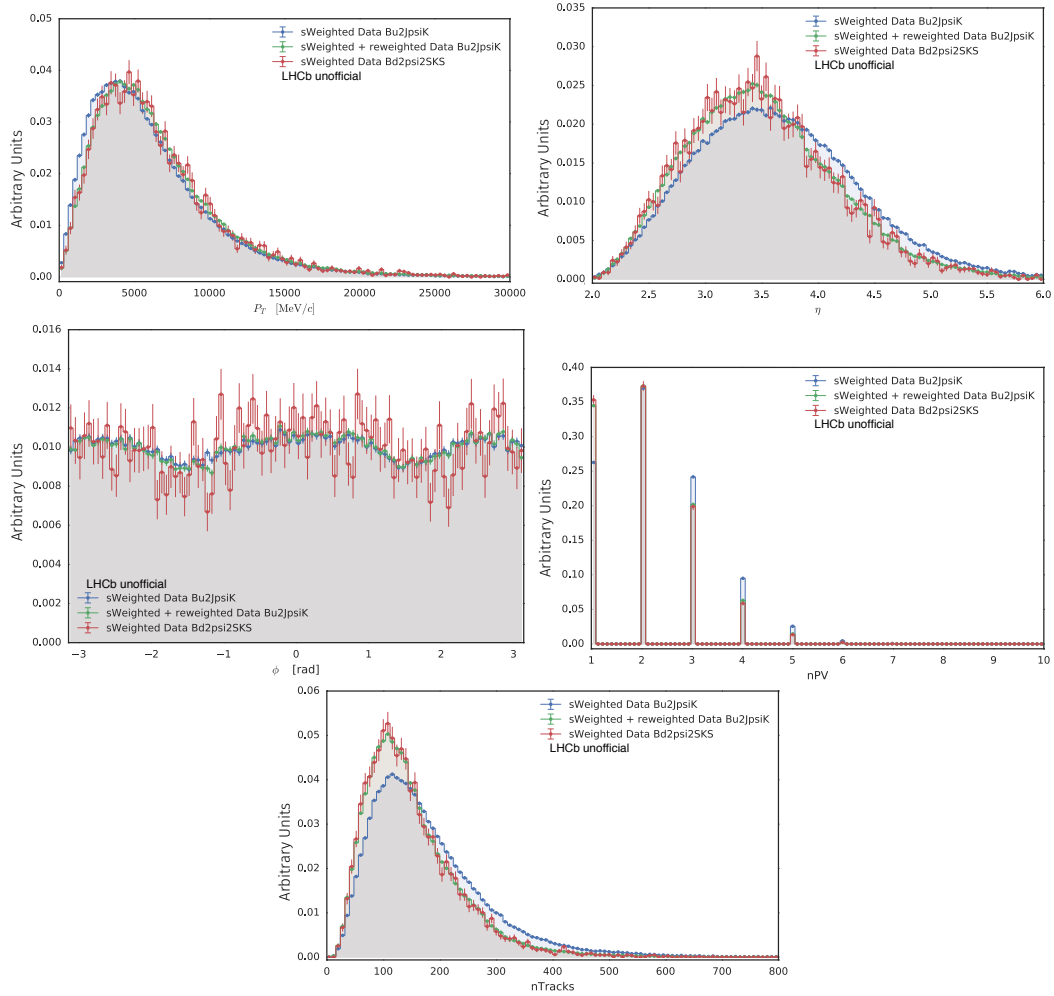 0.05
0.04
0.03
0.02
0.01
0.00
Arbitrary Units
sWeighted Data Bu2JpsiK
sWeighted + reweighted Data Bu2JpsiK
sWeighted Data Bd2psi2SKS
LHCb unofficial
0 5000 10000 15000 20000 25000 30000
P_T [MeV/c]
0.035
0.030
0.025
0.020
0.015
0.010
0.005
0.000
Arbitrary Units
sWeighted Data Bu2JpsiK
sWeighted + reweighted Data Bu2JpsiK
sWeighted Data Bd2psi2SKS
LHCb unofficial
2.0 2.5 3.0 3.5 4.0 4.5 5.0 5.5 6.0
η
0.016
0.014
0.012
0.010
0.008
0.006
0.004
0.002
0.000
Arbitrary Units
LHCb unofficial
sWeighted Data Bu2JpsiK
sWeighted + reweighted Data Bu2JpsiK
sWeighted Data Bd2psi2SKS
−3 −2 −1 0 1 2 3
ϕ [rad]
0.40
0.35
0.30
0.25
0.20
0.15
0.10
0.05
0.00
Arbitrary Units
sWeighted Data Bu2JpsiK
sWeighted + reweighted Data Bu2JpsiK
sWeighted Data Bd2psi2SKS
LHCb unofficial
1 2 3 4 5 6 7 8 9 10
nPV
0.06
0.05
0.04
0.03
0.02
0.01
0.00
Arbitrary Units
sWeighted Data Bu2JpsiK
sWeighted + reweighted Data Bu2JpsiK
sWeighted Data Bd2psi2SKS
LHCb unofficial
0 100 200 300 400 500 600 700 800
nTracks